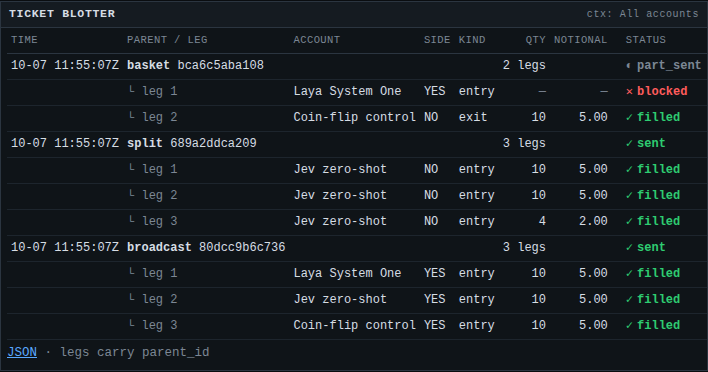 TICKET BLOTTER ctx: All accounts
TIME PARENT / LEG ACCOUNT SIDE KIND QTY NOTIONAL STATUS
10-07 11:55:07Z basket bca6c5aba108 2 legs part_sent
└ leg 1 Laya System One YES entry — — ✕ blocked
└ leg 2 Coin-flip control NO exit 10 5.00 ✓ filled
10-07 11:55:07Z split 689a2ddca209 3 legs ✓ sent
└ leg 1 Jev zero-shot NO entry 10 5.00 ✓ filled
└ leg 2 Jev zero-shot NO entry 10 5.00 ✓ filled
└ leg 3 Jev zero-shot NO entry 4 2.00 ✓ filled
10-07 11:55:07Z broadcast 80dcc9b6c736 3 legs ✓ sent
└ leg 1 Laya System One YES entry 10 5.00 ✓ filled
└ leg 2 Jev zero-shot YES entry 10 5.00 ✓ filled
└ leg 3 Coin-flip control YES entry 10 5.00 ✓ filled
JSON · legs carry parent_id